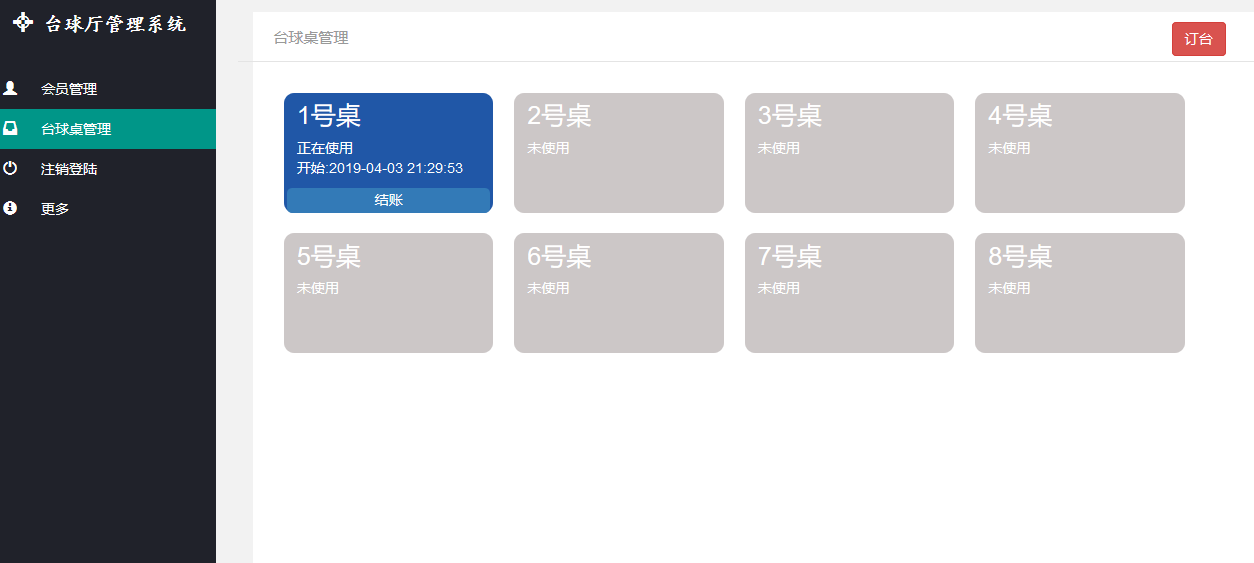 台球厅管理系统
会员管理
台球桌管理
注销登陆
更多
台球桌管理
订台
1号桌
正在使用
开始:2019-04-03 21:29:53
结账
2号桌
未使用
3号桌
未使用
4号桌
未使用
5号桌
未使用
6号桌
未使用
7号桌
未使用
8号桌
未使用